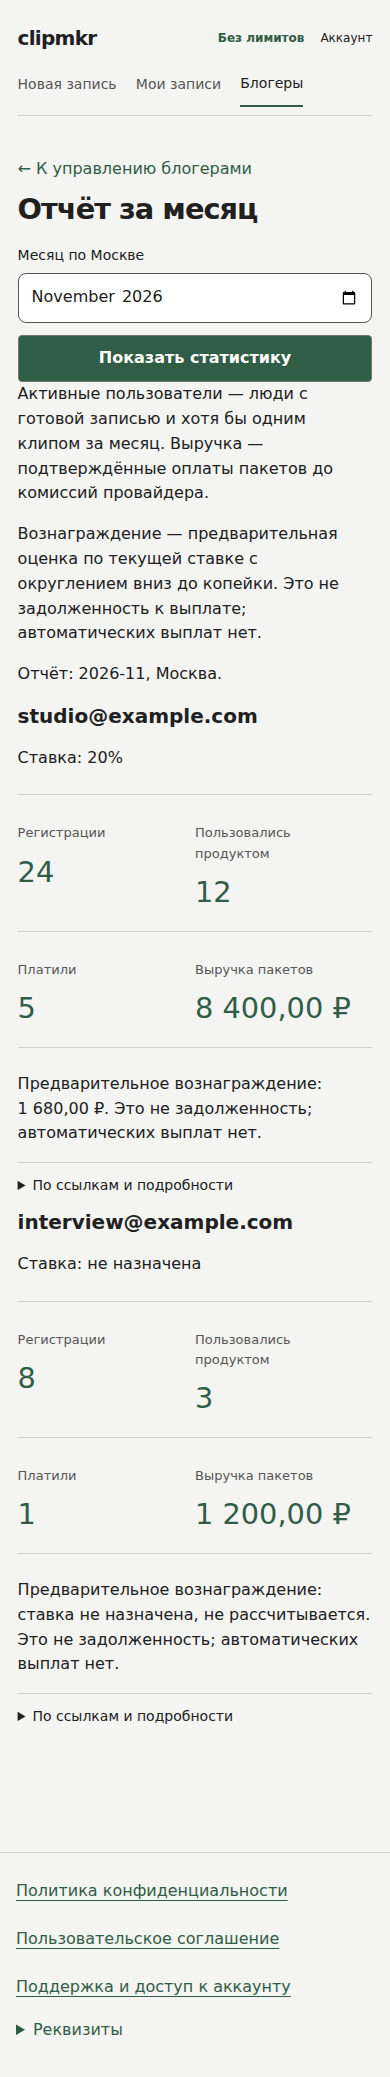 clipmkr
Без лимитов
Аккаунт
Новая запись
Мои записи
Блогеры
← К управлению блогерами
Отчёт за месяц
Месяц по Москве
November 2026
Показать статистику
Активные пользователи — люди с
готовой записью и хотя бы одним
клипом за месяц. Выручка —
подтверждённые оплаты пакетов до
комиссий провайдера.
Вознаграждение — предварительная
оценка по текущей ставке с
округлением вниз до копейки. Это не
задолженность к выплате;
автоматических выплат нет.
Отчёт: 2026-11, Москва.
studio@example.com
Ставка: 20%
Регистрации
24
Пользовались
продуктом
12
Платили
5
Выручка пакетов
8 400,00 ₽
Предварительное вознаграждение:
1 680,00 ₽. Это не задолженность;
автоматических выплат нет.
По ссылкам и подробности
interview@example.com
Ставка: не назначена
Регистрации
8
Пользовались
продуктом
3
Платили
1
Выручка пакетов
1 200,00 ₽
Предварительное вознаграждение:
ставка не назначена, не рассчитывается.
Это не задолженность; автоматических
выплат нет.
По ссылкам и подробности
Политика конфиденциальности
Пользовательское соглашение
Поддержка и доступ к аккаунту
Реквизиты